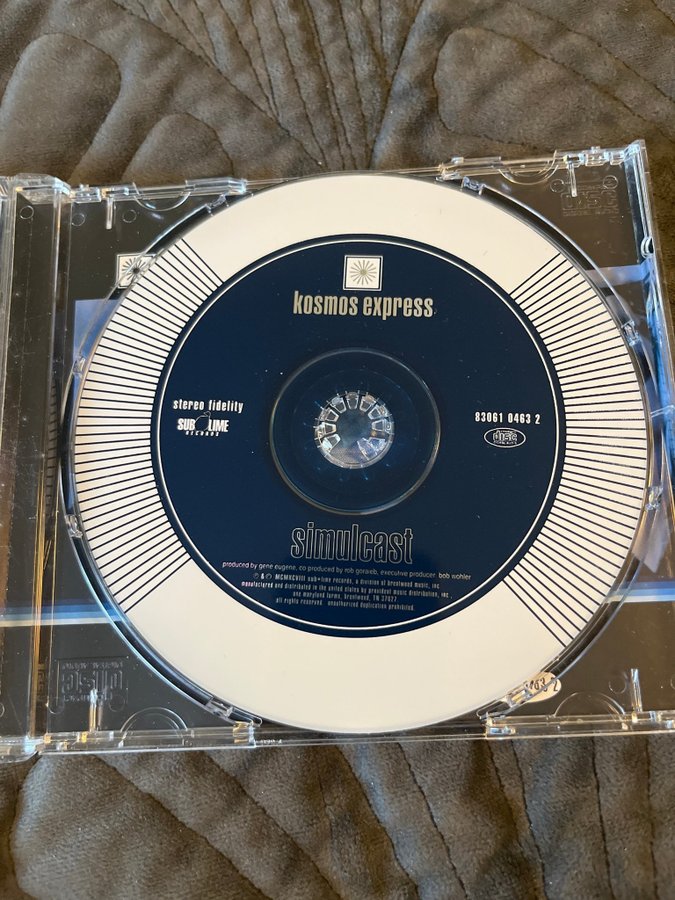 kosmos express
stereo fidelity
SUB LIME
RECORDS
83061 0463 2
disc
simulcast
produced by gene eugene, co produced by rob goraieb, executive producer: bob wohler
℗ & © MCMXCVIII sub•lime records, a division of brentwood music, inc
manufactured and distributed in the united states by provident music distribution, inc.,
one maryland farms, brentwood, TN 37027
all rights reserved. unauthorized duplication prohibited.
disc